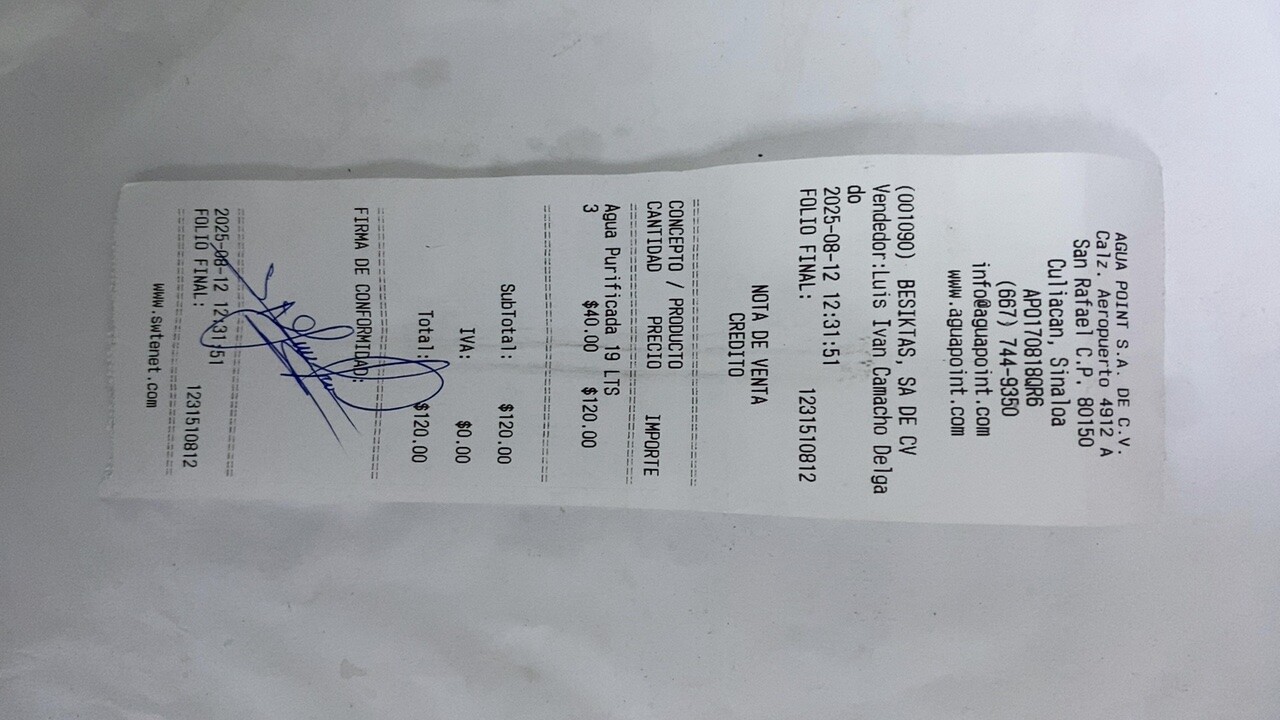 AGUA POINT S.A. DE C.V.
Calz. Aeropuerto 4912 A
San Rafael C.P. 80150
Culiacan, Sinaloa
APO170818QR6
(667) 744-9350
info@aguapoint.com
www.aguapoint.com
(001090) BESIKTAS, SA DE CV
Vendedor:Luis Ivan Camacho Delga
do
2025-08-12 12:31:51
FOLIO FINAL: 1231510812
NOTA DE VENTA
CREDITO
CONCEPTO / PRODUCTO
CANTIDAD PRECIO IMPORTE
Agua Purificada 19 LTS
3 $40.00 $120.00
SubTotal: $120.00
IVA: $0.00
Total: $120.00
FIRMA DE CONFORMIDAD:
2025-08-12 12:31:51
FOLIO FINAL: 1231510812
www.swtenet.com